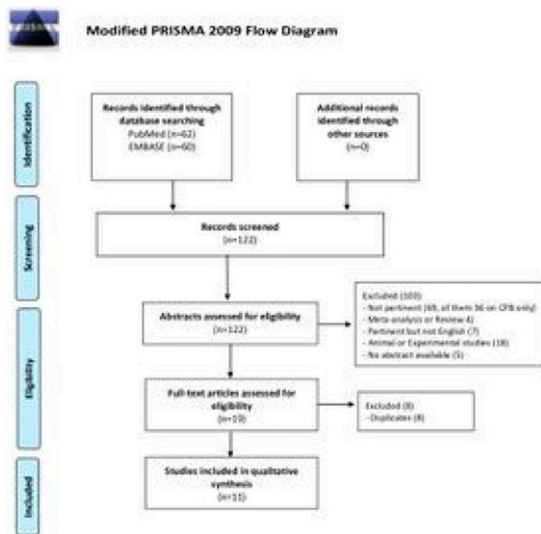 PRISMA
Modified PRISMA 2009 Flow Diagram
Identification
Records identified through
database searching
PubMed (n=62)
EMBASE (n=60)
Additional records
identified through
other sources
(n=0)
Screening
Records screened
(n=122)
Eligibility
Abstracts assessed for eligibility
(n=122)
Excluded (103)
- Not pertinent (69, of them 56 on CPB only)
- Meta-analysis or Review 4)
- Pertinent but not English (7)
- Animal or Experimental studies (18)
- No abstract available (5)
Full-text articles assessed for
eligibility
(n=19)
Excluded (8)
- Duplicates (8)
Included
Studies included in qualitative
synthesis
(n=11)